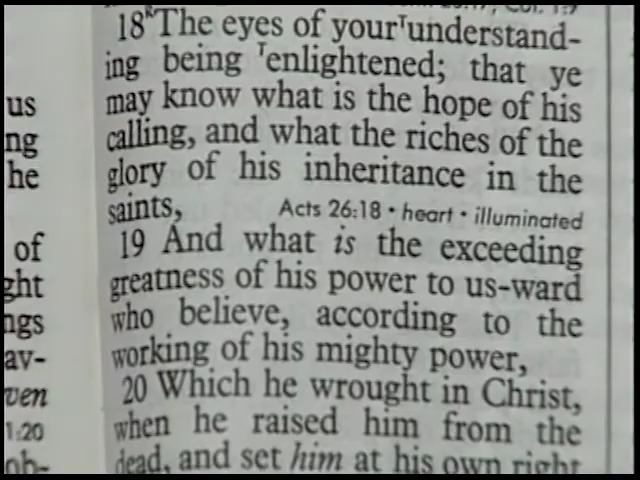 us
ng
he
of
ght
ngs
av-
ven
1:20
ob-
Col. 1:9
18 The eyes of your understand-
ing being enlightened; that ye
may know what is the hope of his
calling, and what the riches of the
glory of his inheritance in the
saints, Acts 26:18 • heart • illuminated
19 And what is the exceeding
greatness of his power to us-ward
who believe, according to the
working of his mighty power,
20 Which he wrought in Christ,
when he raised him from the
dead, and set him at his own right